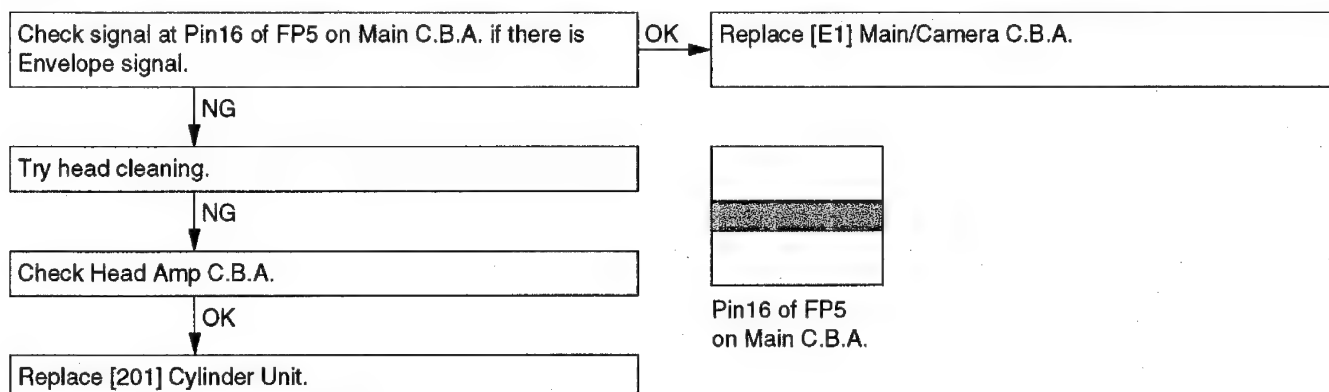 Check signal at Pin16 of FP5 on Main C.B.A. if there is
Envelope signal.
OK
Replace [E1] Main/Camera C.B.A.
NG
Try head cleaning.
NG
Check Head Amp C.B.A.
OK
Replace [201] Cylinder Unit.
Pin16 of FP5
on Main C.B.A.